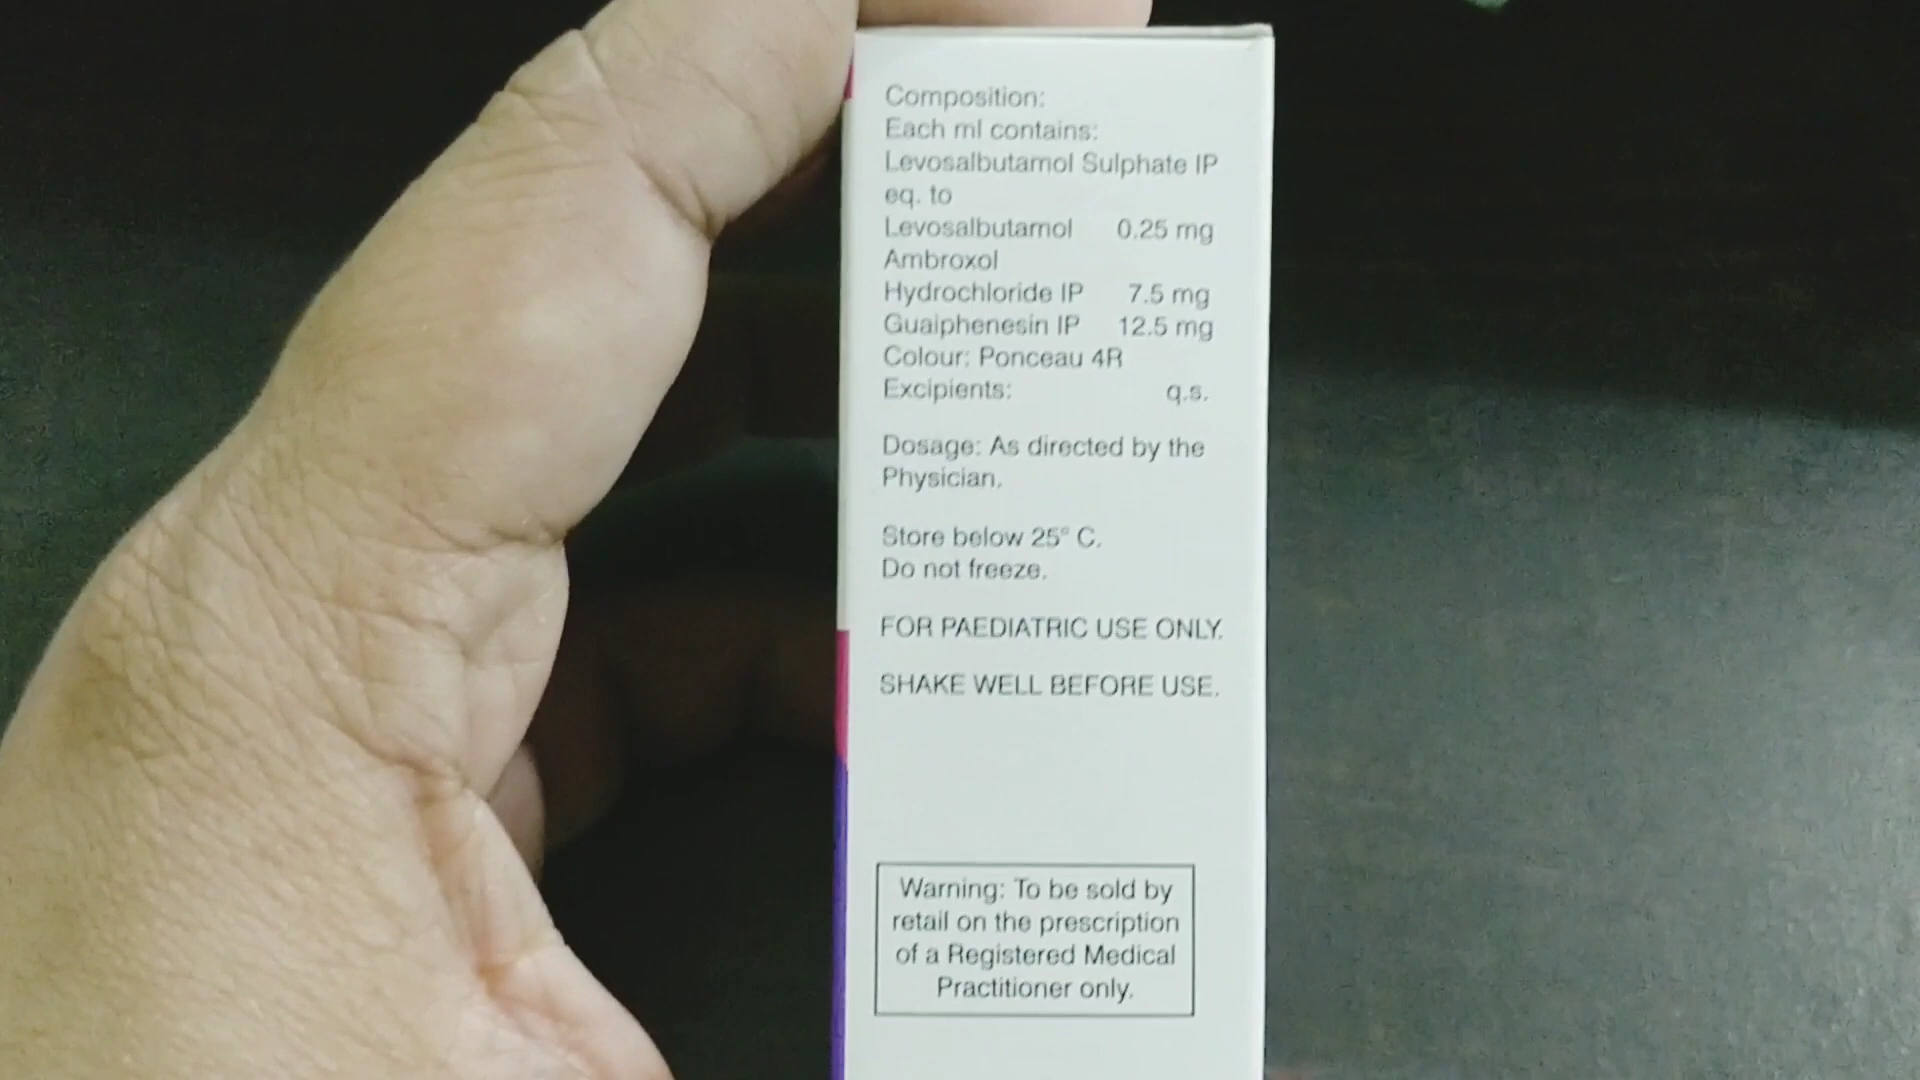 Composition:
Each ml contains:
Levosalbutamol Sulphate IP
eq. to
Levosalbutamol 0.25 mg
Ambroxol
Hydrochloride IP 7.5 mg
Guaiphenesin IP 12.5 mg
Colour: Ponceau 4R
Excipients: q.s.
Dosage: As directed by the
Physician.
Store below 25° C.
Do not freeze.
FOR PAEDIATRIC USE ONLY.
SHAKE WELL BEFORE USE.
Warning: To be sold by
retail on the prescription
of a Registered Medical
Practitioner only.